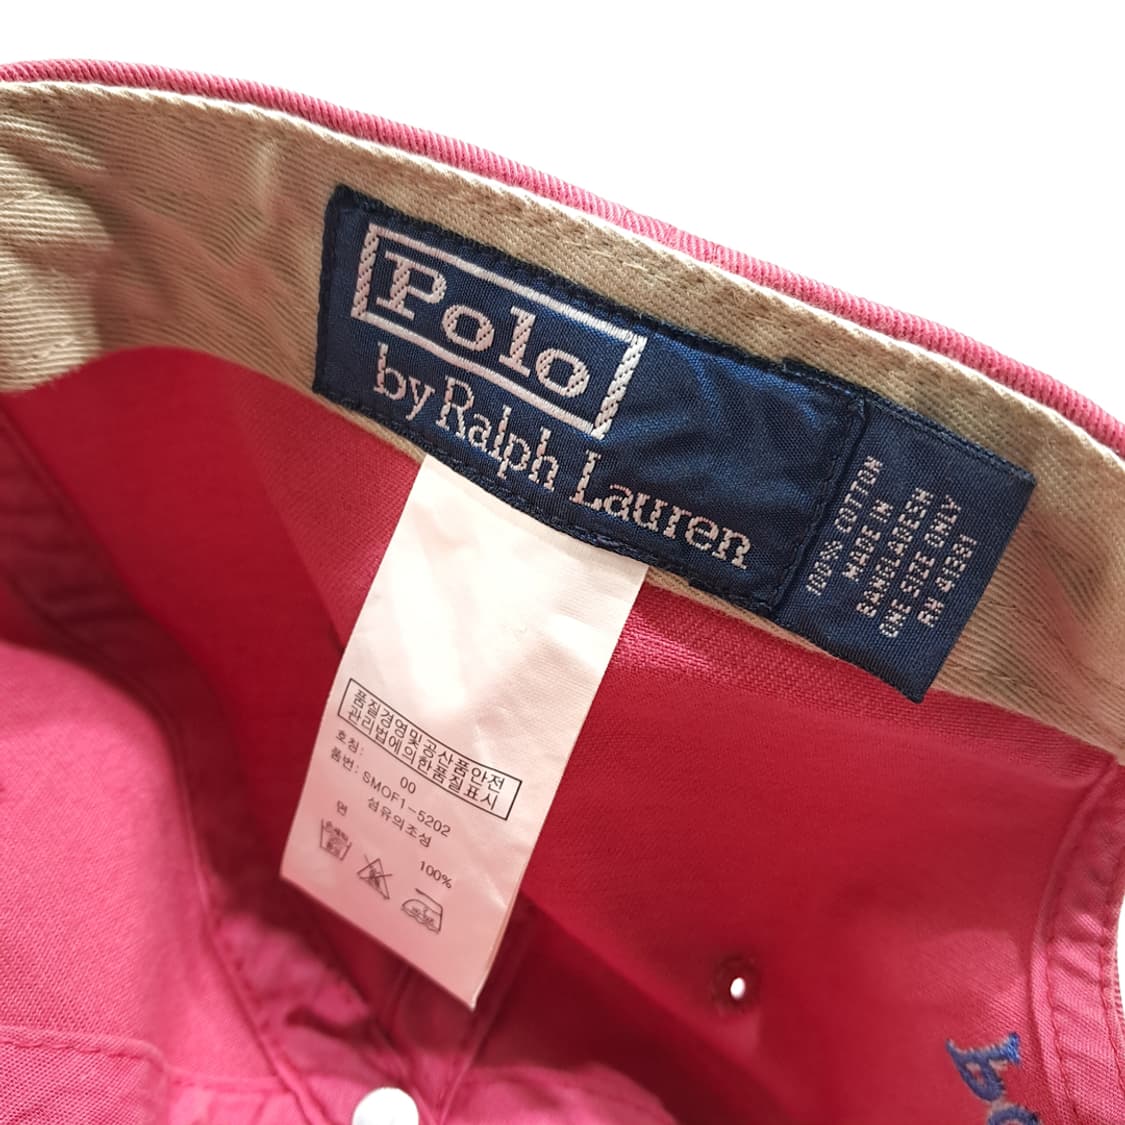 Polo
by Ralph Lauren
100% COTTON
MADE IN
BANGLADESH
ONE SIZE ONLY
RN 41381
품질경영및공산품안전
관리법에의한품질표시
호칭: 00
품번: SMOF1-5202
섬유의조성
면 100%